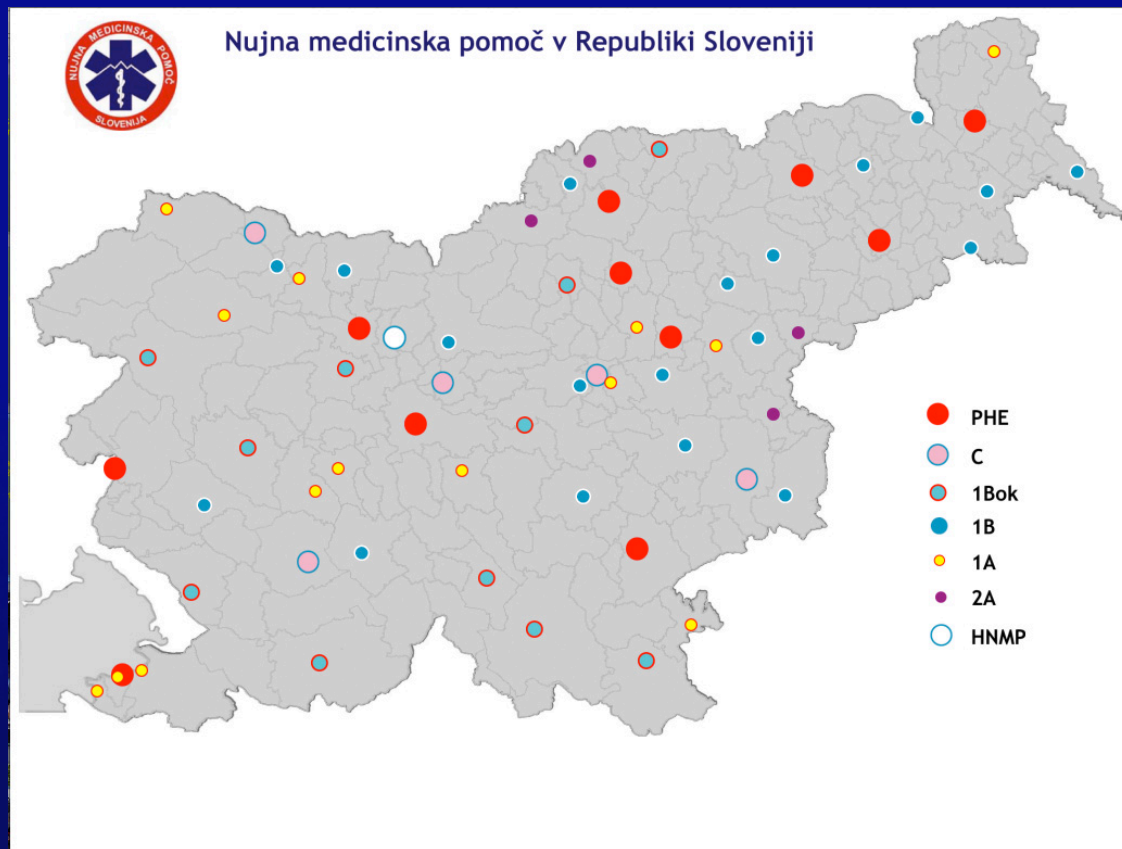 NUJNA MEDICINSKA POMOČ
SLOVENIJA
Nujna medicinska pomoč v Republiki Sloveniji
PHE
C
1Bok
1B
1A
2A
HNMP